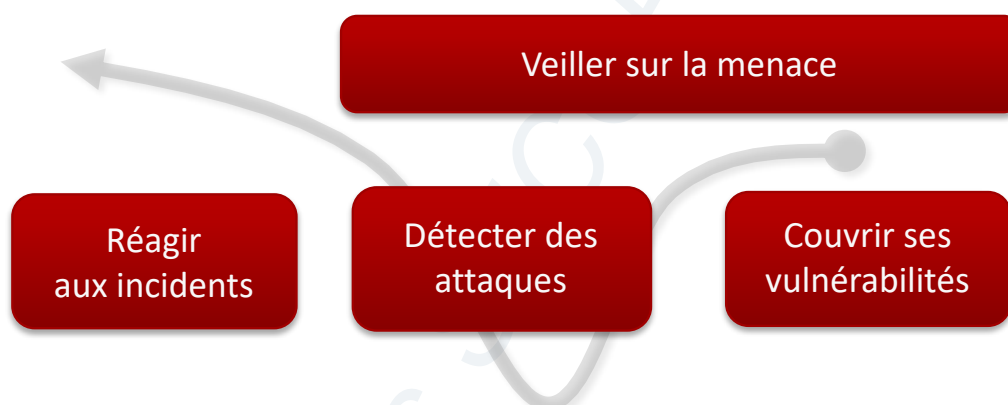 Veiller sur la menace
Réagir
aux incidents
Détecter des
attaques
Couvrir ses
vulnérabilités